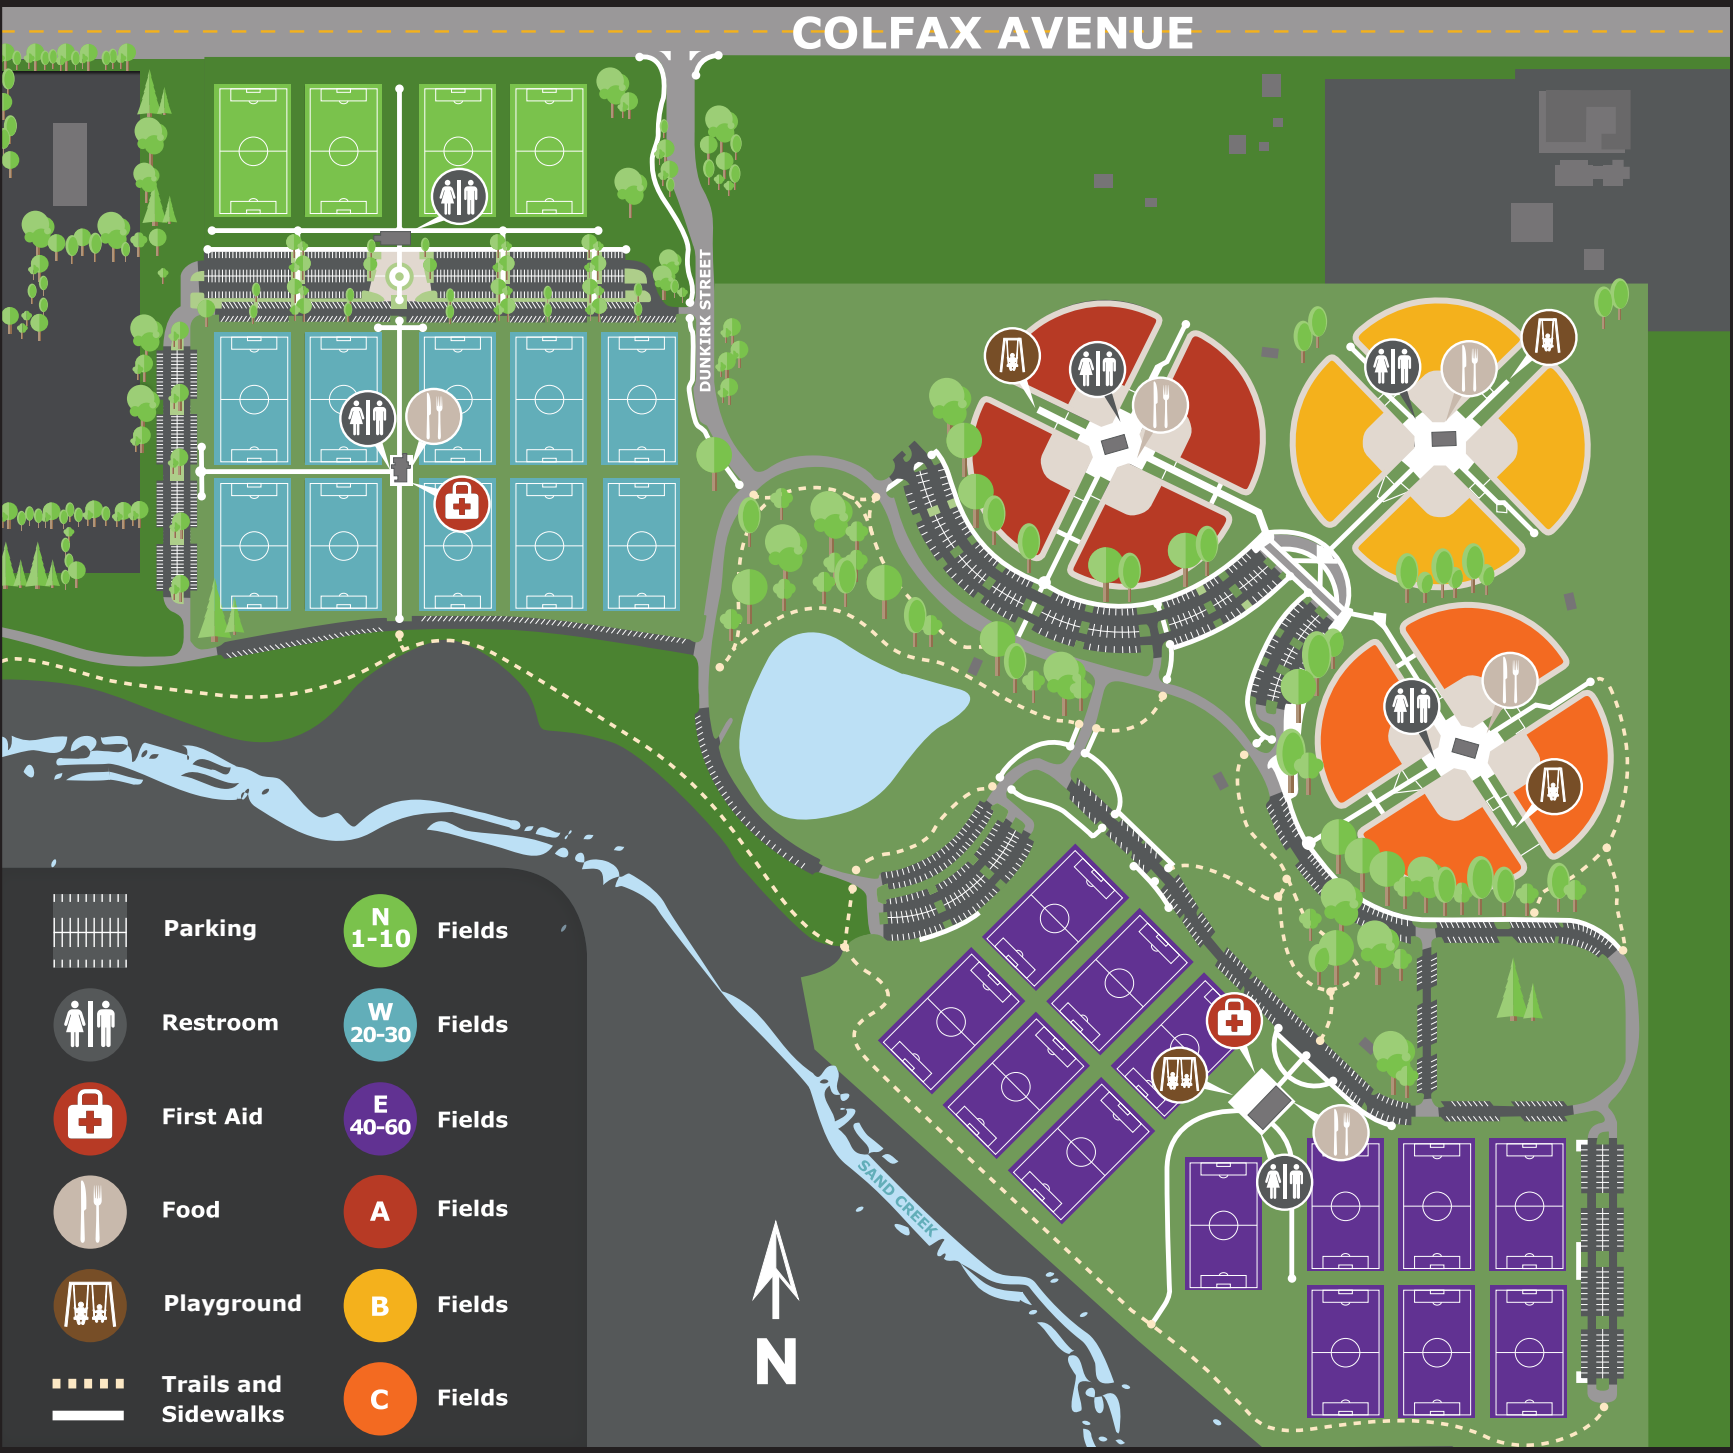 COLFAX AVENUE
DUNKIRK STREET
SAND CREEK
N
Parking
Restroom
First Aid
Food
Playground
Trails and
Sidewalks
N
1-10
Fields
W
20-30
Fields
E
40-60
Fields
A
Fields
B
Fields
C
Fields